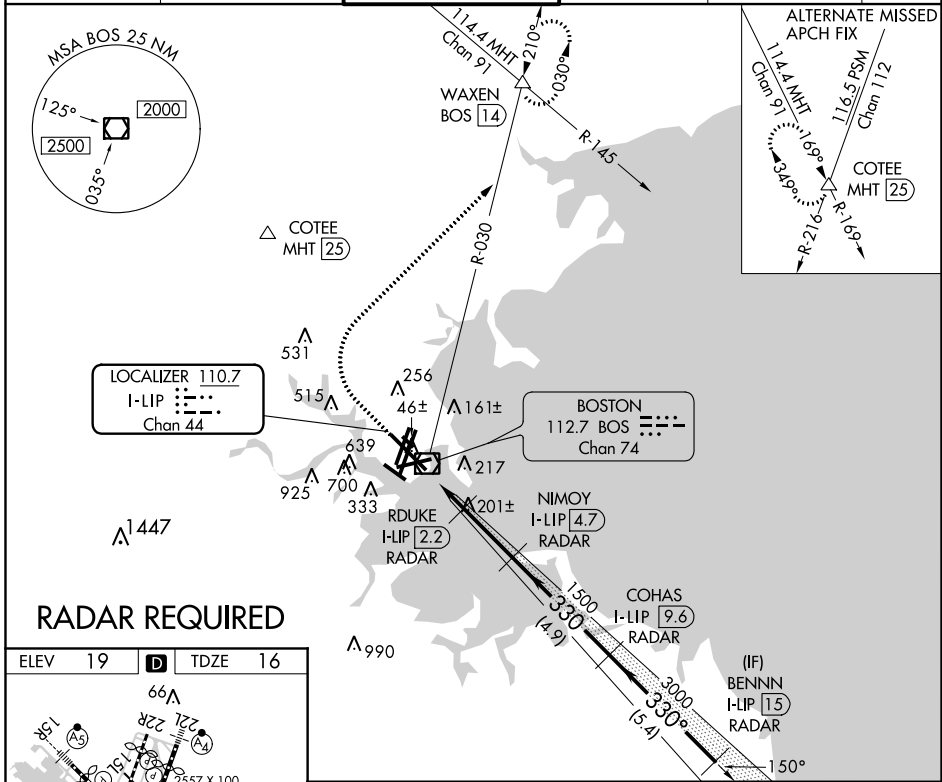 MSA BOS 25 NM
125°
2000
2500
035°
114.4 MHT
Chan 91
210°
030°
WAXEN
BOS 14
R-145
R-030
ALTERNATE MISSED
APCH FIX
114.4 MHT
Chan 91
116.5 PSM
Chan 112
169°
349°
COTEE
MHT 25
R-216
R-169
COTEE
MHT 25
531
LOCALIZER 110.7
I-LIP
Chan 44
515
256
46±
161±
BOSTON
112.7 BOS
Chan 74
639
217
925
700
333
201±
1447
RDUKE
I-LIP 2.2
RADAR
NIMOY
I-LIP 4.7
RADAR
1500
330
(4.9)
COHAS
I-LIP 9.6
RADAR
3000
330°
(5.4)
(IF)
BENNN
I-LIP 15
RADAR
150°
990
RADAR REQUIRED
ELEV 19 D TDZE 16
99
15R
A5
22R
22L
A4
15L
P
P
2557 X 100